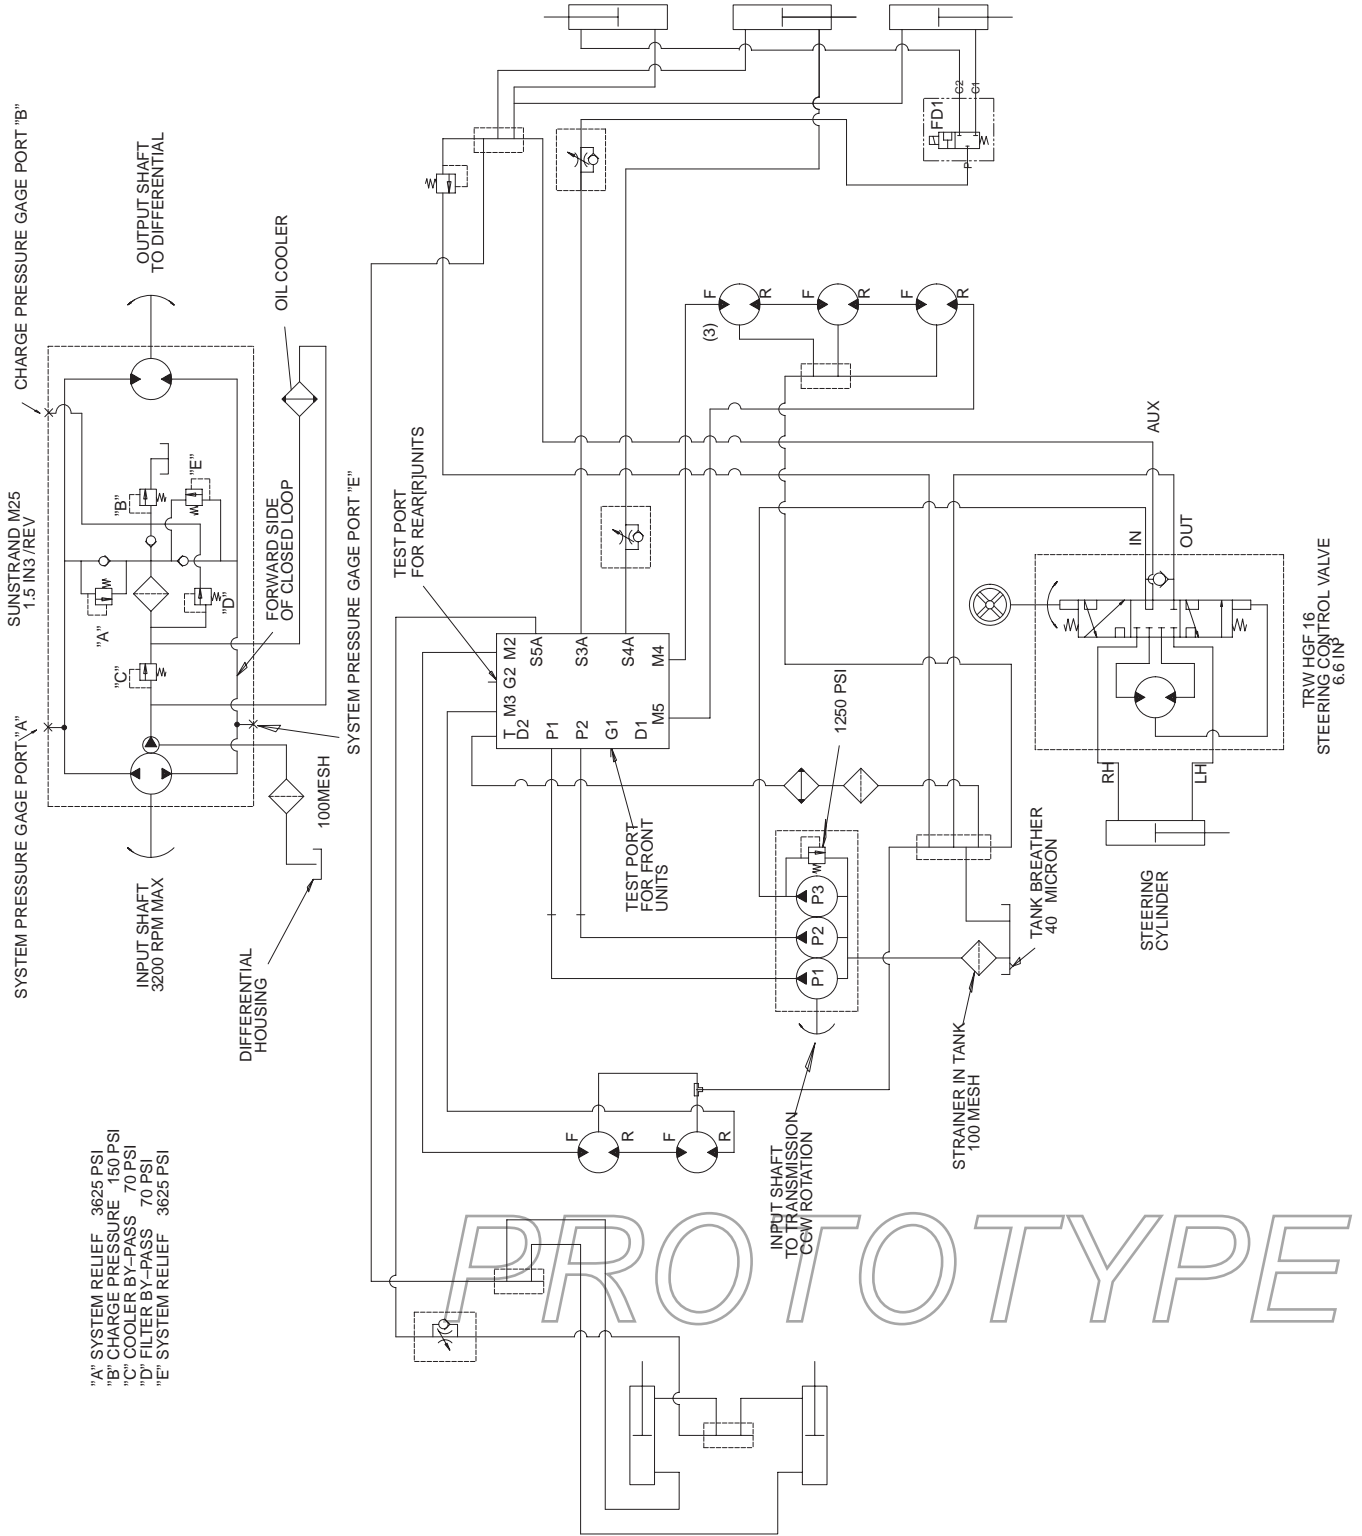 SUNSTRAND M25
1.5 IN3 /REV
SYSTEM PRESSURE GAGE PORT "A"
CHARGE PRESSURE GAGE PORT "B"
INPUT SHAFT
3200 RPM MAX
OUTPUT SHAFT
TO DIFFERENTIAL
"A"
"B"
"C"
"D"
"E"
FORWARD SIDE
OF CLOSED LOOP
OIL COOLER
100MESH
DIFFERENTIAL
HOUSING
SYSTEM PRESSURE GAGE PORT "E"
"A" SYSTEM RELIEF 3625 PSI
"B" CHARGE PRESSURE 150 PSI
"C" COOLER BY–PASS 70 PSI
"D" FILTER BY–PASS 70 PSI
"E" SYSTEM RELIEF 3625 PSI
TEST PORT
FOR REAR[R]UNITS
T M3 G2 M2
D2
S5A
P1
P2
S3A
G1
S4A
D1
M5
M4
TEST PORT
FOR FRONT
UNITS
1250 PSI
P1
P2
P3
INPUT SHAFT
TO TRANSMISSION
CCW ROTATION
STRAINER IN TANK
100 MESH
TANK BREATHER
40 MICRON
F
R
F
R
(3)
F
R
F
R
F
R
FD1
P
C2
C1
AUX
IN
OUT
RH
LH
STEERING
CYLINDER
TRW HGF 16
STEERING CONTROL VALVE
6.6 IN3
PROTOTYPE